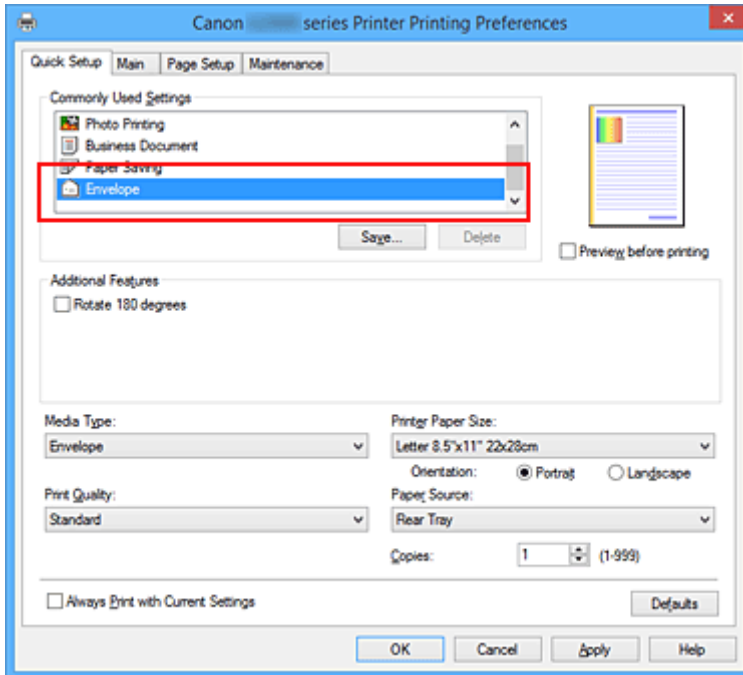 Canon series Printer Printing Preferences
Quick Setup Main Page Setup Maintenance
Commonly Used Settings
Photo Printing
Business Document
Paper Saving
Envelope
Save... Delete
Preview before printing
Additional Features
Rotate 180 degrees
Media Type: Printer Paper Size:
Envelope Letter 8.5"x11" 22x28cm
Orientation: Portrait Landscape
Print Quality: Paper Source:
Standard Rear Tray
Copies: 1 (1-999)
Always Print with Current Settings Defaults
OK Cancel Apply Help